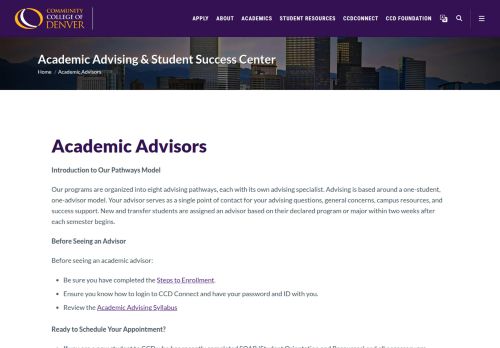 COMMUNITY
COLLEGE OF
DENVER
APPLY ABOUT ACADEMICS STUDENT RESOURCES CCDCONNECT CCD FOUNDATION
Academic Advising & Student Success Center
Home / Academic Advisors
Academic Advisors
Introduction to Our Pathways Model
Our programs are organized into eight advising pathways, each with its own advising specialist. Advising is based around a one-student,
one-advisor model. Your advisor serves as a single point of contact for your advising questions, general concerns, campus resources, and
success support. New and transfer students are assigned an advisor based on their declared program or major within two weeks after
each semester begins.
Before Seeing an Advisor
Before seeing an academic advisor:
Be sure you have completed the Steps to Enrollment.
Ensure you know how to login to CCD Connect and have your password and ID with you.
Review the Academic Advising Syllabus
Ready to Schedule Your Appointment?